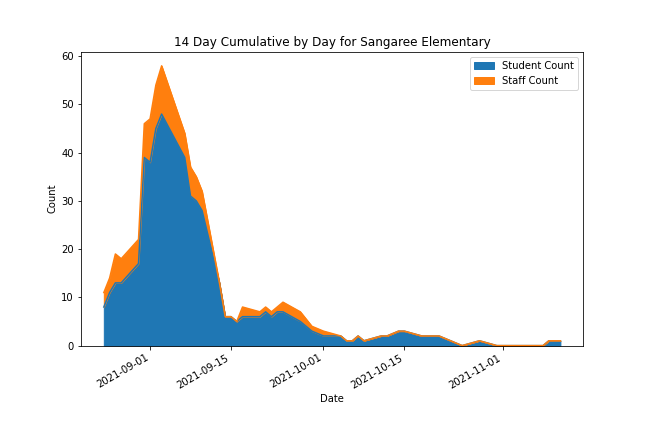 14 Day Cumulative by Day for Sangaree Elementary
Student Count
Staff Count
60
50
40
30
20
10
0
Count
2021-09-01
2021-09-15
2021-10-01
2021-10-15
2021-11-01
Date